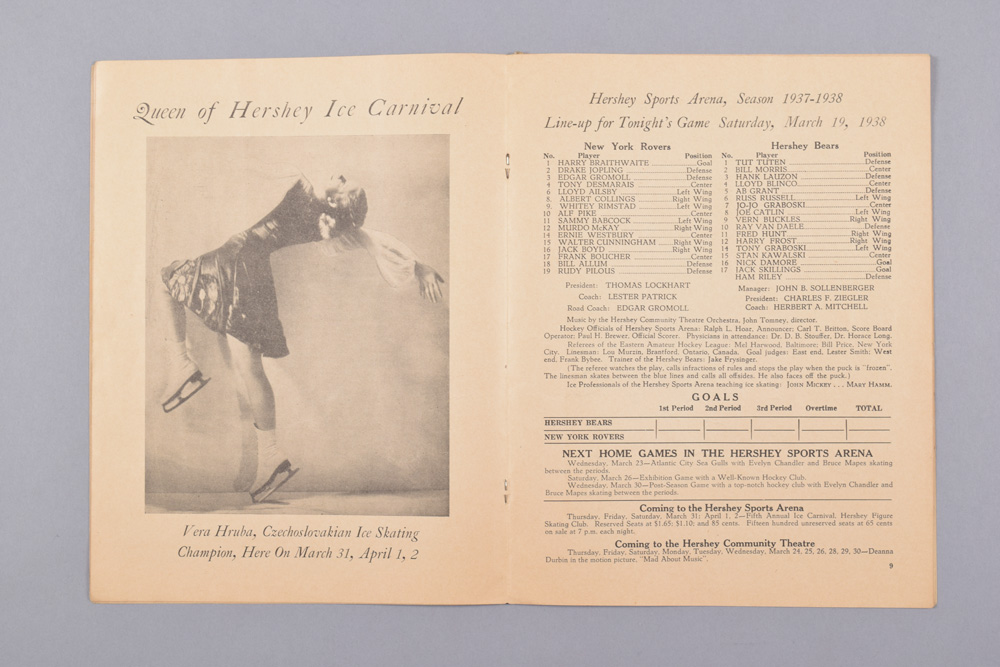 Queen of Hershey Ice Carnival
Vera Hruba, Czechoslovakian Ice Skating
Champion, Here On March 31, April 1, 2
Hershey Sports Arena, Season 1937-1938
Line-up for Tonight's Game Saturday, March 19, 1938
New York Rovers
No. Player Position
1 HARRY BRAITHWAITE Goal
2 DRAKE JOPLING Defense
3 EDGAR GROMOLL Defense
4 TONY DESMARAIS Center
6 LLOYD AILSBY Left Wing
8. ALBERT COLLINGS Right Wing
9. WHITEY RIMSTAD Left Wing
10 ALF PIKE Center
11 SAMMY BABCOCK Left Wing
12 MURDO McKAY Right Wing
14 ERNIE WESTBURY Center
15 WALTER CUNNINGHAM Right Wing
16 JACK BOYD Right Wing
17 FRANK BOUCHER Center
18 BILL ALLUM Defense
19 RUDY PILOUS Defense
President: THOMAS LOCKHART
Coach: LESTER PATRICK
Road Coach: EDGAR GROMOLL
Hershey Bears
No. Player Position
1 TUT TUTEN Defense
2 BILL MORRIS Center
3 HANK LAUZON Defense
4 LLOYD BLINCO Center
5 AB GRANT Defense
6 RUSS RUSSELL Left Wing
7 JO-JO GRABOSKI Center
8 JOE CATLIN Left Wing
9 VERN BUCKLES Right Wing
10 RAY VAN DAELE Defense
11 FRED HUNT Right Wing
12 HARRY FROST Right Wing
14 TONY GRABOSKI Left Wing
15 STAN KAWALSKI Center
16 NICK DAMORE Goal
17 JACK SKILLINGS Goal
HAM RILEY Defense
Manager: JOHN B. SOLLENBERGER
President: CHARLES F. ZIEGLER
Coach: HERBERT A. MITCHELL
Music by the Hershey Community Theatre Orchestra, John Tomney, director.
Hockey Officials of Hershey Sports Arena: Ralph L. Hoar, Announcer; Carl T. Britton, Score Board
Operator; Paul H. Brewer, Official Scorer. Physicians in attendance: Dr. D. B. Stouffer, Dr. Horace Long.
Referees of the Eastern Amateur Hockey League: Mel Harwood, Baltimore; Bill Price, New York
City. Linesman: Lou Morzin, Brantford, Ontario, Canada. Goal judges: East end, Lester Smith; West
end, Frank Bybee. Trainer of the Hershey Bears: Jake Frysinger.
(The referee watches the play, calls infractions of rules and stops the play when the puck is "frozen".
The linesman skates between the blue lines and calls all offsides. He also faces off the puck.)
Ice Professionals of the Hershey Sports Arena teaching ice skating: JOHN MICKEY . . . MARY HAMM.
GOALS
1st Period 2nd Period 3rd Period Overtime TOTAL
HERSHEY BEARS
NEW YORK ROVERS
NEXT HOME GAMES IN THE HERSHEY SPORTS ARENA
Wednesday, March 23—Atlantic City Sea Gulls with Evelyn Chandler and Bruce Mapes skating
between the periods.
Saturday, March 26—Exhibition Game with a Well-Known Hockey Club.
Wednesday, March 30—Post-Season Game with a top-notch hockey club with Evelyn Chandler and
Bruce Mapes skating between the periods.
Coming to the Hershey Sports Arena
Thursday, Friday, Saturday, March 31; April 1, 2—Fifth Annual Ice Carnival, Hershey Figure
Skating Club. Reserved Seats at $1.65; $1.10; and 85 cents. Fifteen hundred unreserved seats at 65 cents
on sale at 7 p.m. each night.
Coming to the Hershey Community Theatre
Thursday, Friday, Saturday, Monday, Tuesday, Wednesday, March 24, 25, 26, 28, 29, 30—Deanna
Durbin in the motion picture, "Mad About Music".
9